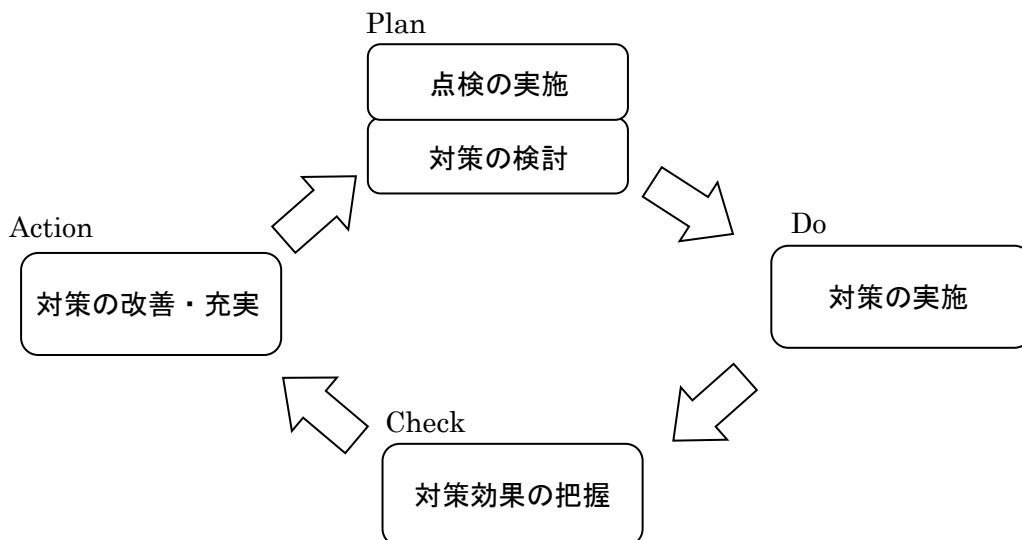 Plan
点検の実施
対策の検討
Do
対策の実施
Check
対策効果の把握
Action
対策の改善・充実